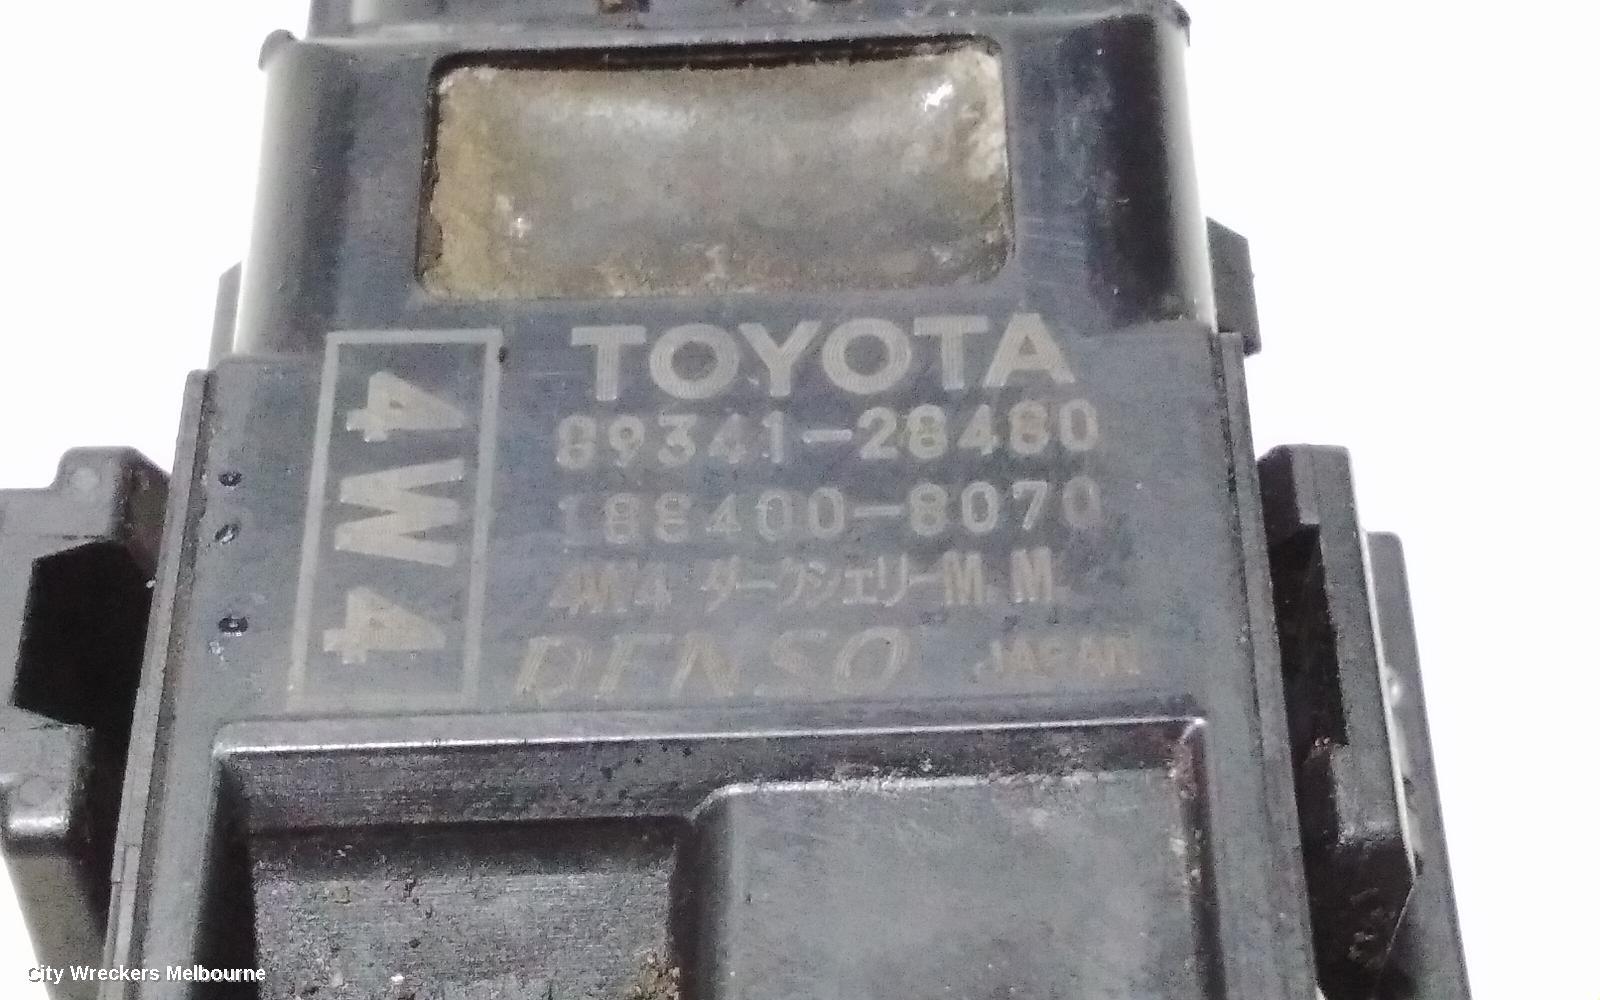 TOYOTA
89341-28480
188400-8070
4W4 ダークシェリーM.M.
DENSO JAPAN
4W4
City Wreckers Melbourne